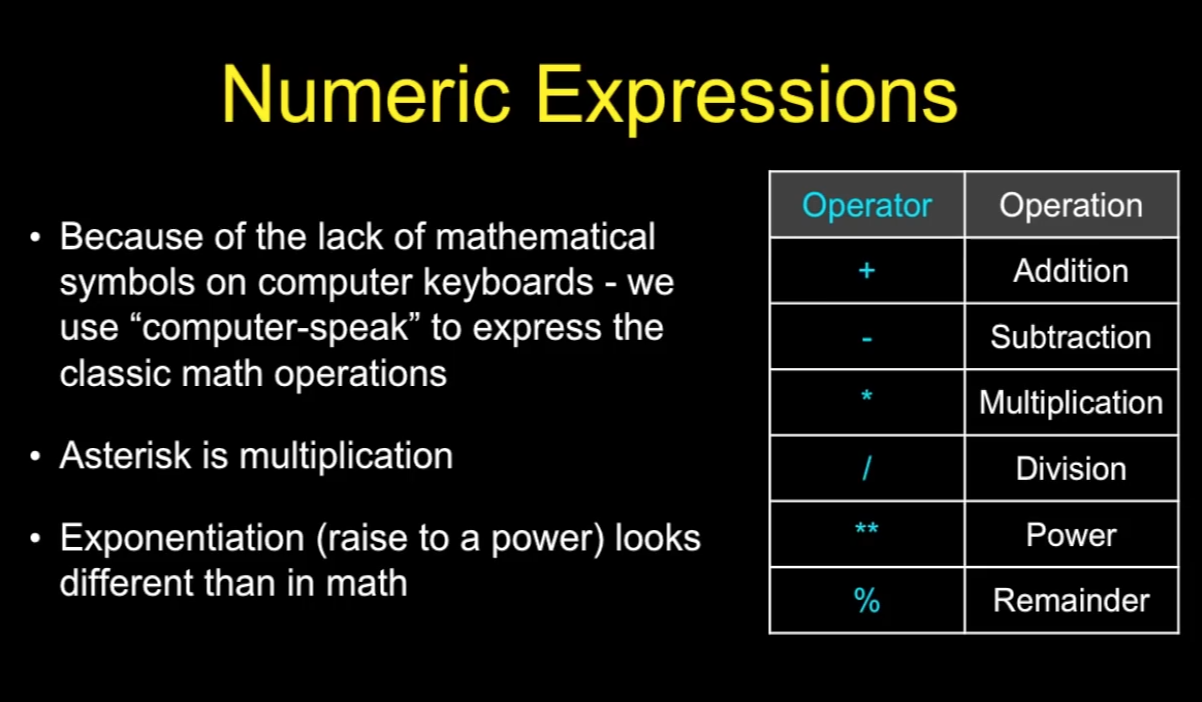 Numeric Expressions
• Because of the lack of mathematical
symbols on computer keyboards - we
use “computer-speak” to express the
classic math operations
• Asterisk is multiplication
• Exponentiation (raise to a power) looks
different than in math
Operator Operation
+ Addition
- Subtraction
* Multiplication
/ Division
** Power
% Remainder